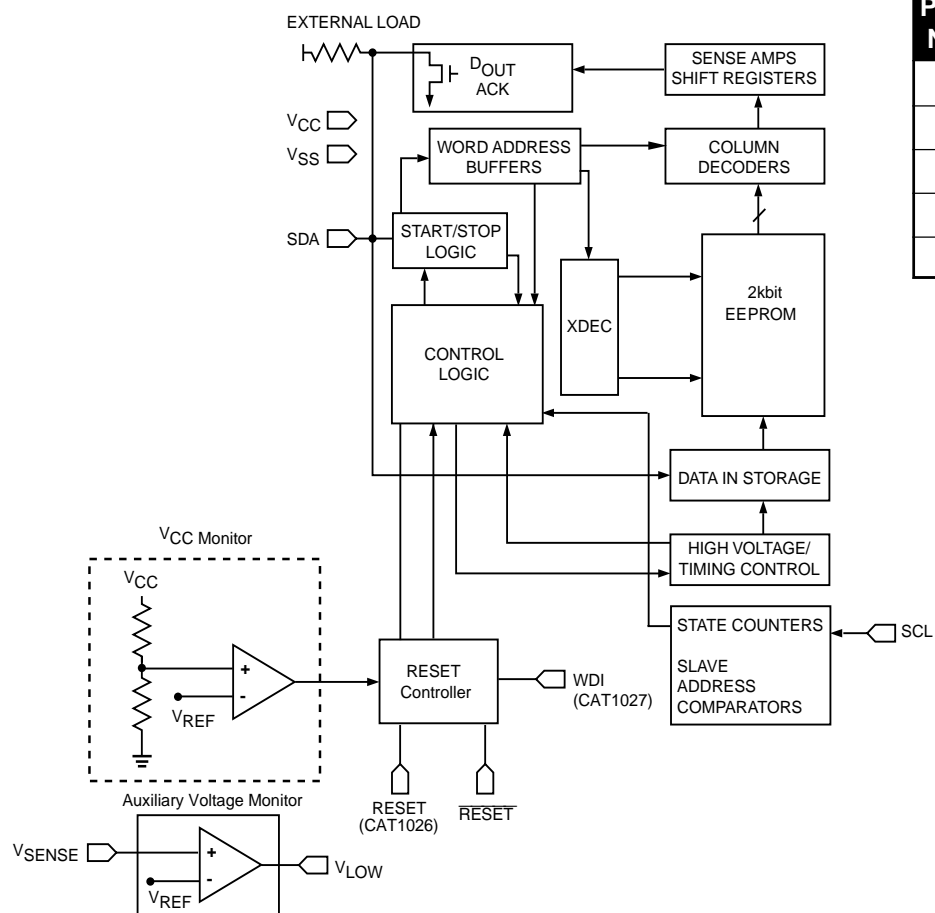 EXTERNAL LOAD
DOUT
ACK
SENSE AMPS
SHIFT REGISTERS
VCC
VSS
WORD ADDRESS
BUFFERS
COLUMN
DECODERS
SDA
START/STOP
LOGIC
2kbit
EEPROM
XDEC
CONTROL
LOGIC
DATA IN STORAGE
HIGH VOLTAGE/
TIMING CONTROL
VCC Monitor
VCC
+
-
VREF
RESET
Controller
WDI
(CAT1027)
STATE COUNTERS
SLAVE
ADDRESS
COMPARATORS
SCL
RESET
(CAT1026)
RESET
Auxiliary Voltage Monitor
VSENSE
+
-
VREF
VLOW